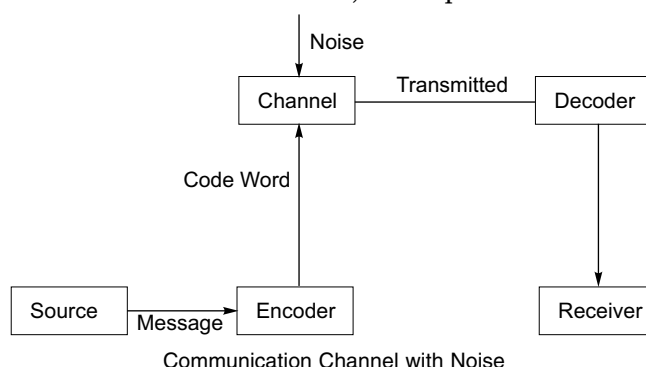 Noise
Channel
Transmitted
Decoder
Code Word
Source
Message
Encoder
Receiver
Communication Channel with Noise